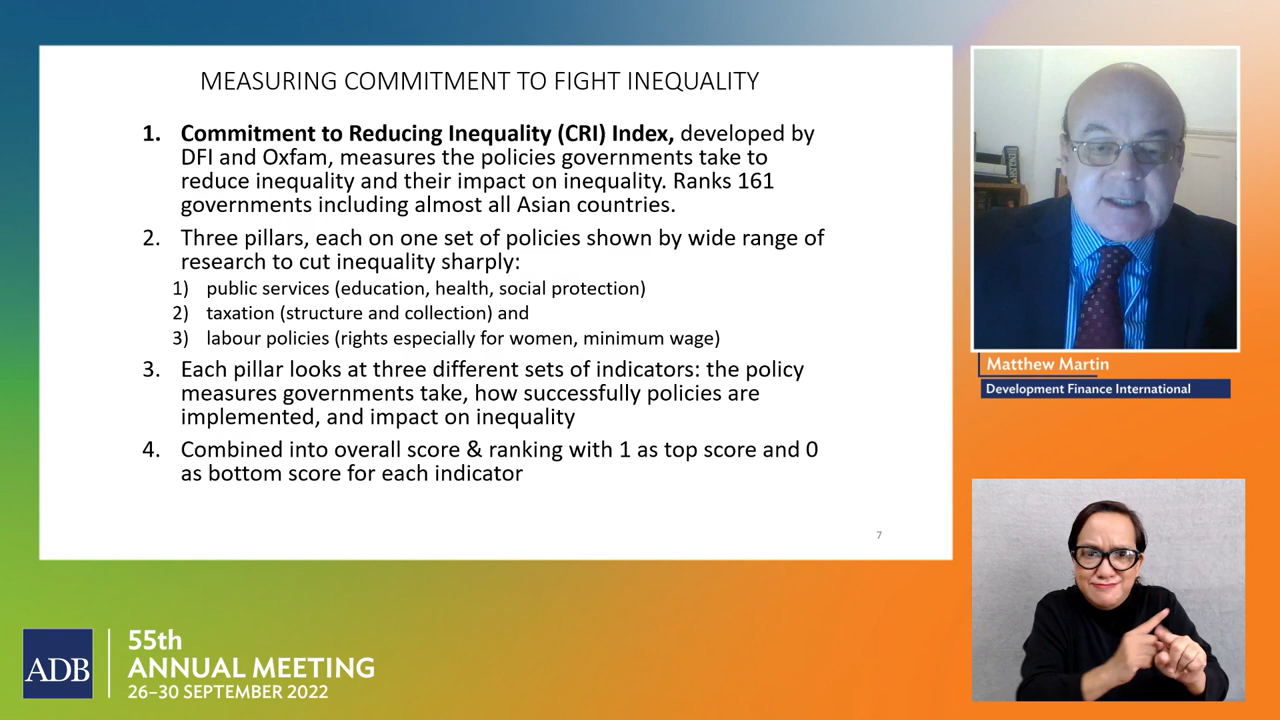 MEASURING COMMITMENT TO FIGHT INEQUALITY
1. Commitment to Reducing Inequality (CRI) Index, developed by
DFI and Oxfam, measures the policies governments take to
reduce inequality and their impact on inequality. Ranks 161
governments including almost all Asian countries.
2. Three pillars, each on one set of policies shown by wide range of
research to cut inequality sharply:
1) public services (education, health, social protection)
2) taxation (structure and collection) and
3) labour policies (rights especially for women, minimum wage)
3. Each pillar looks at three different sets of indicators: the policy
measures governments take, how successfully policies are
implemented, and impact on inequality
4. Combined into overall score & ranking with 1 as top score and 0
as bottom score for each indicator
7
Matthew Martin
Development Finance International
ADB
55th
ANNUAL MEETING
26–30 SEPTEMBER 2022